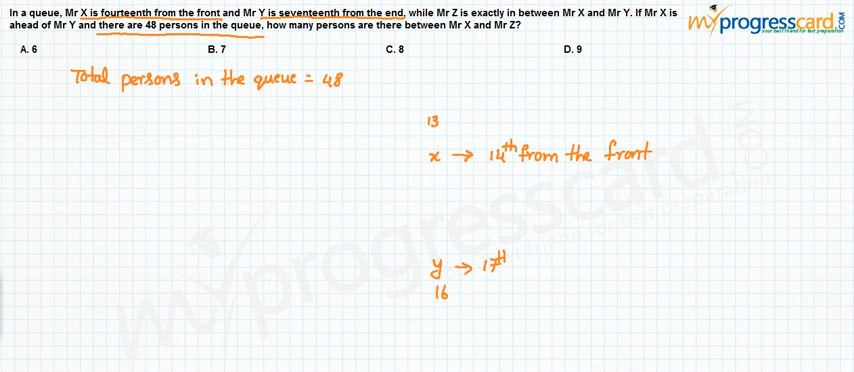 In a queue, Mr X is fourteenth from the front and Mr Y is seventeenth from the end, while Mr Z is exactly in between Mr X and Mr Y. If Mr X is
ahead of Mr Y and there are 48 persons in the queue, how many persons are there between Mr X and Mr Z?
myprogresscard.com
your best friend for test preparation
A. 6 B. 7 C. 8 D. 9
Total persons in the queue = 48
13
x → 14th from the front
y → 17th
16
myprogresscard.COM